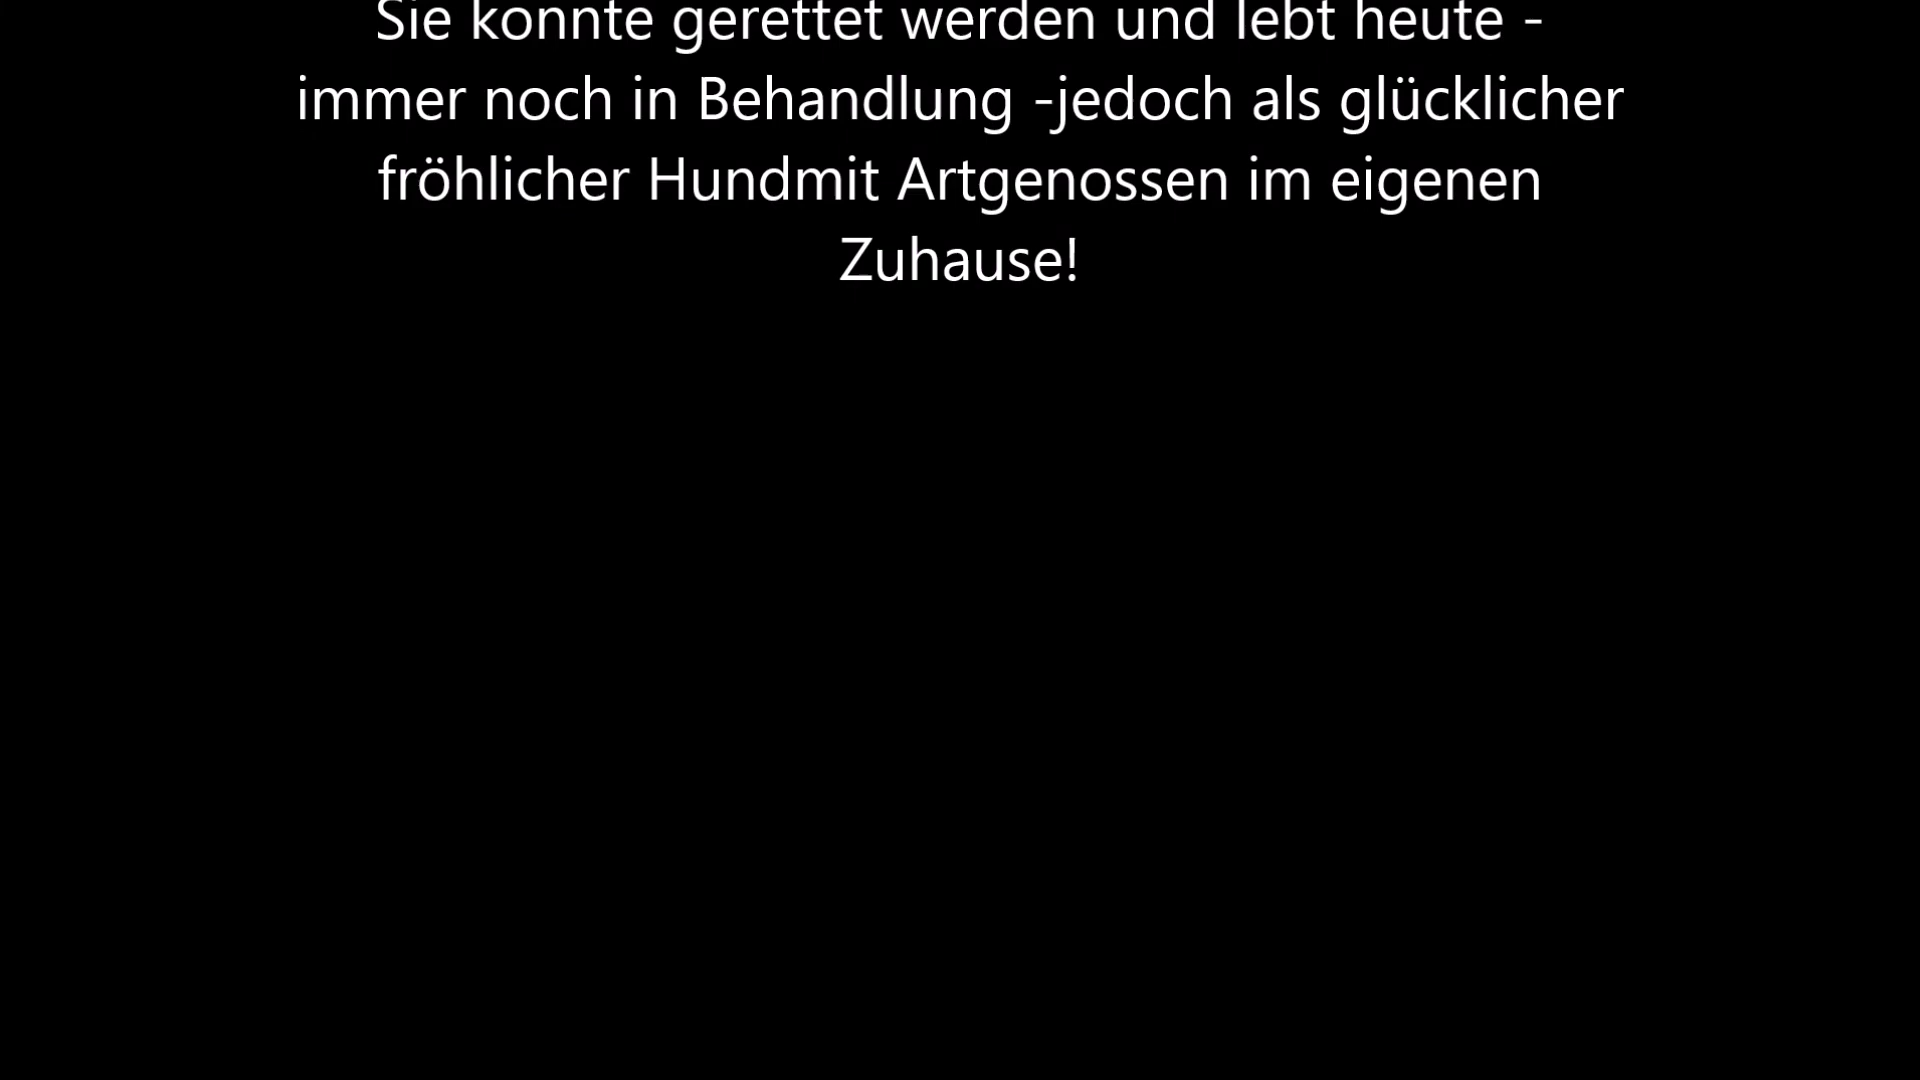 Sie konnte gerettet werden und lebt heute -
immer noch in Behandlung -jedoch als glücklicher
fröhlicher Hundmit Artgenossen im eigenen
Zuhause!